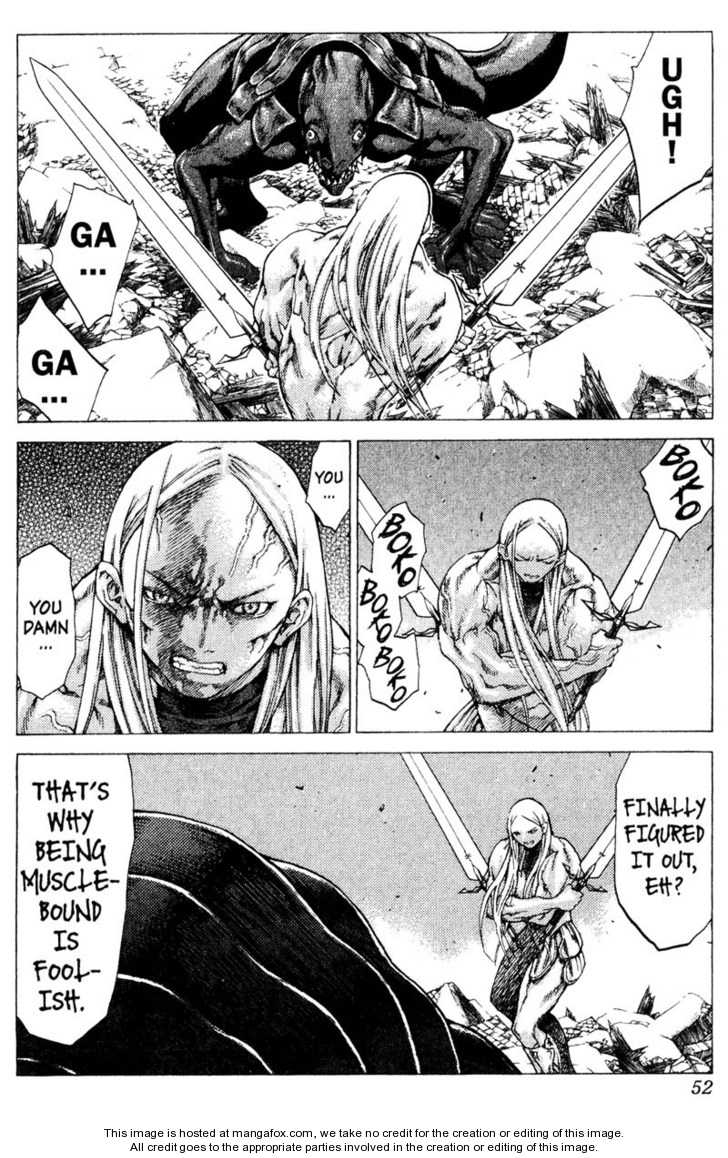 UGH!
GA
...
GA
...
BOKO
BOKO
BOKO
BOKO
YOU
...
YOU
DAMN
...
FINALLY
FIGURED
IT OUT,
EH?
THAT'S
WHY
BEING
MUSCLE-
BOUND
IS
FOOL-
ISH.
52
This image is hosted at mangafox.com, we take no credit for the creation or editing of this image.
All credit goes to the appropriate parties involved in the creation or editing of this image.